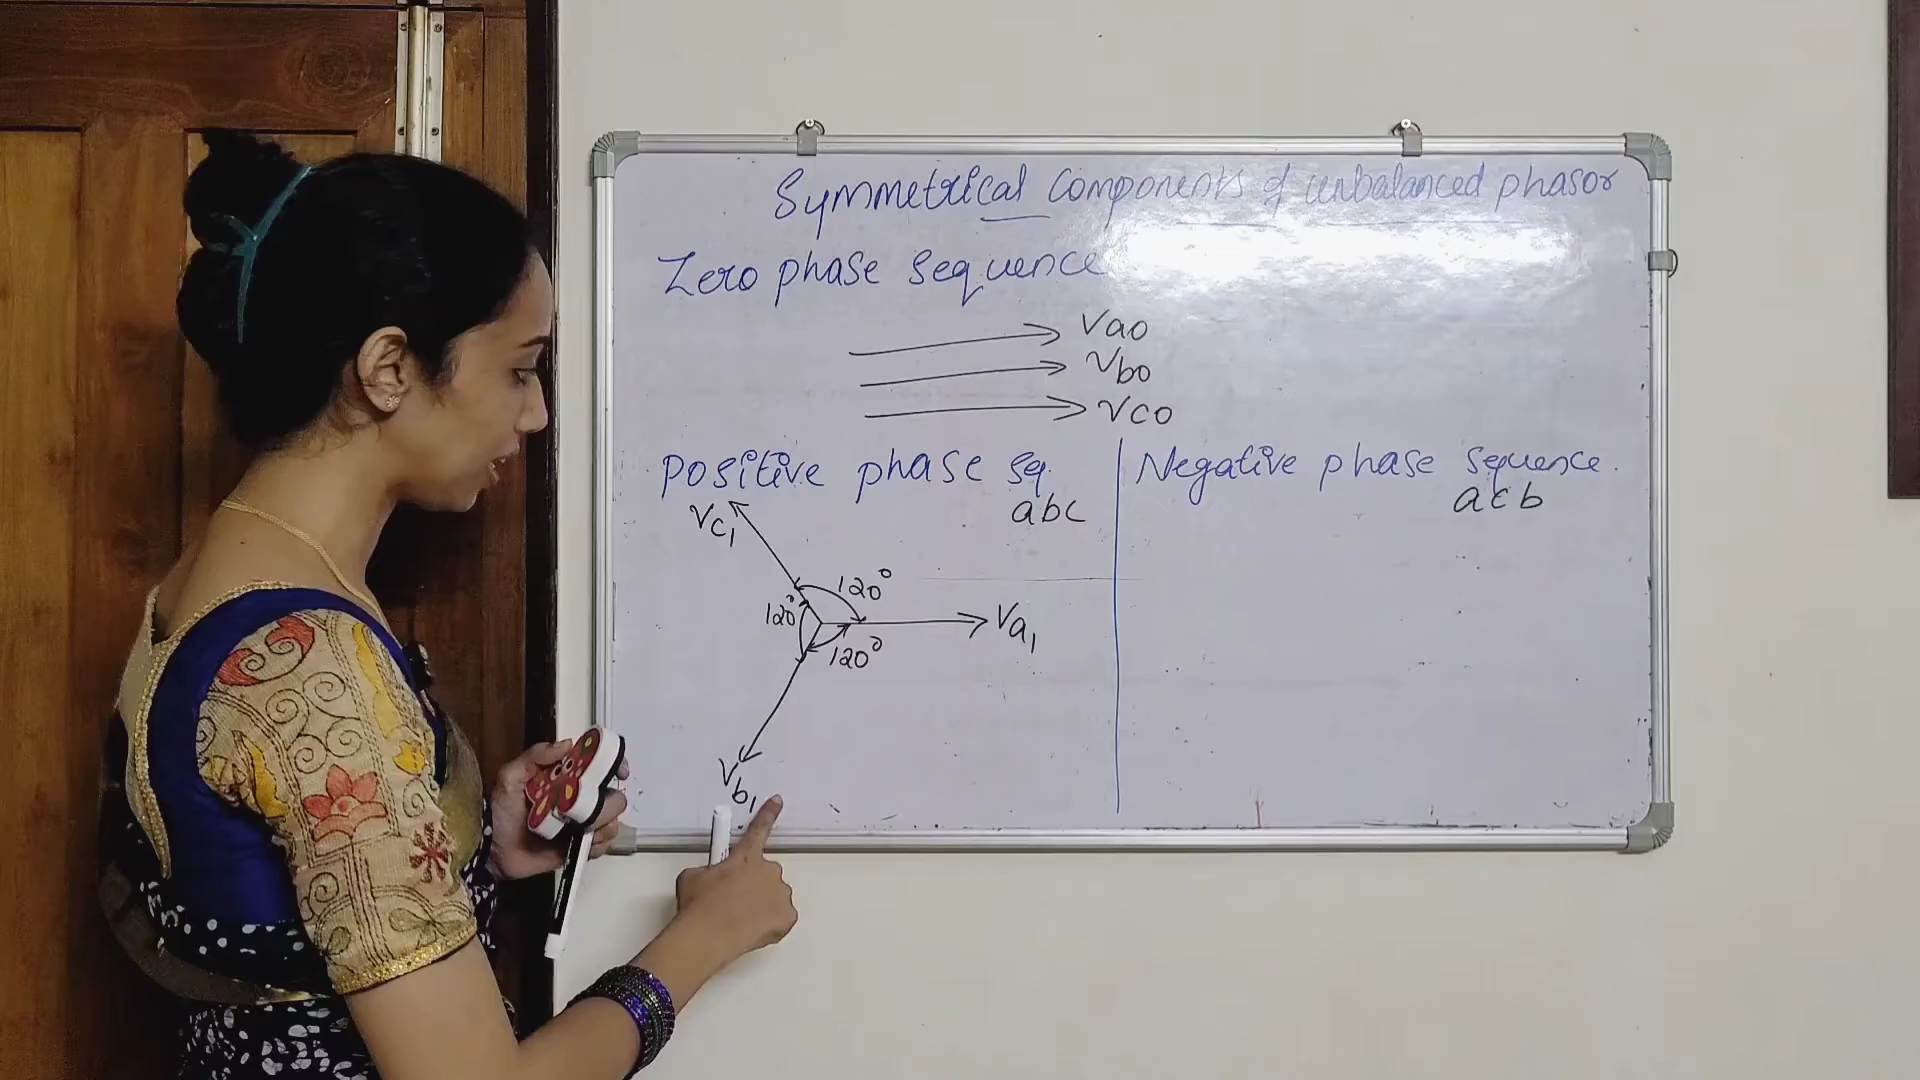 Symmetrical components of unbalanced phasor
Zero phase sequence
Vao
Vbo
Vco
Positive phase sq.
abc
Vc1
120°
120°
Va1
120°
Vb1
Negative phase sequence.
acb